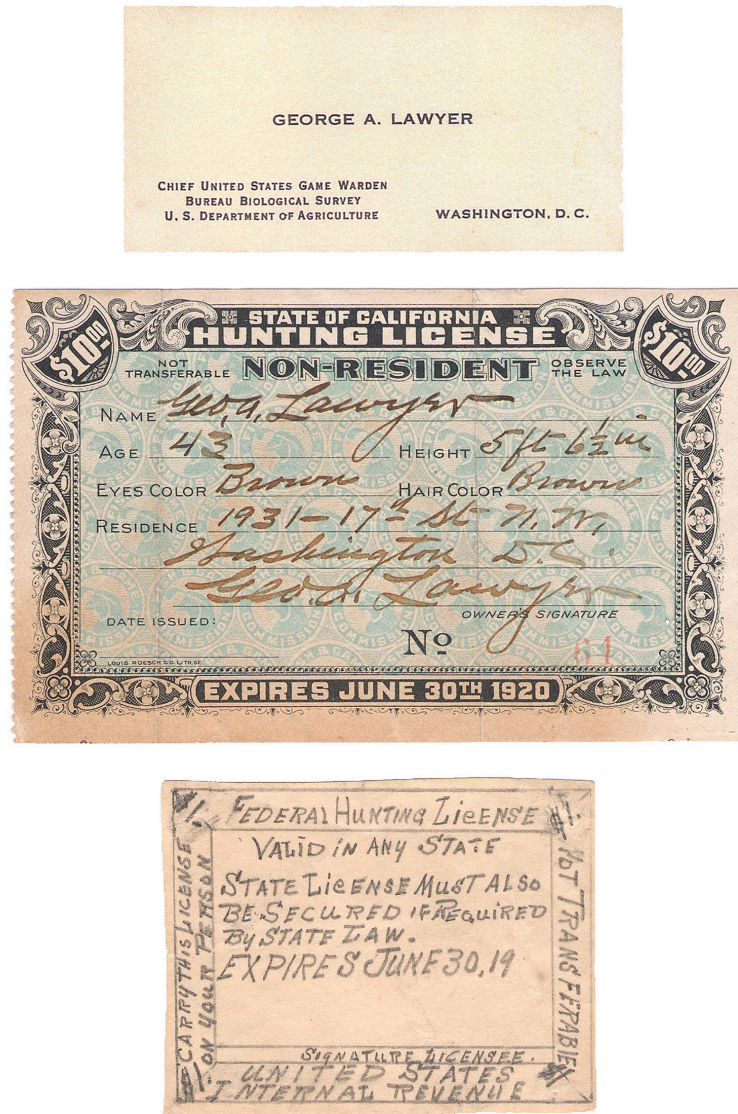 GEORGE A. LAWYER
CHIEF UNITED STATES GAME WARDEN
BUREAU BIOLOGICAL SURVEY
U. S. DEPARTMENT OF AGRICULTURE
WASHINGTON, D. C.
$10.00
$10.00
STATE OF CALIFORNIA
HUNTING LICENSE
NOT TRANSFERABLE
NON-RESIDENT
OBSERVE THE LAW
NAME Geo. A. Lawyer
AGE 43 HEIGHT 5 ft 6½ in
EYES COLOR Brown HAIR COLOR Brown
RESIDENCE 1931-17th St N.W.,
Washington D.C.
Geo. A. Lawyer
OWNER'S SIGNATURE
DATE ISSUED:
No 61
LOUIS ROESCH CO. LITH. SF.
EXPIRES JUNE 30TH 1920
$1.
FEDERAL HUNTING LICENSE
VALID IN ANY STATE
STATE LICENSE MUST ALSO
BE SECURED IF REQUIRED
BY STATE LAW.
EXPIRES JUNE 30, 19
CARRY THIS LICENSE
ON YOUR PERSON
NOT TRANSFERABLE
SIGNATURE LICENSEE.
UNITED STATES
INTERNAL REVENUE